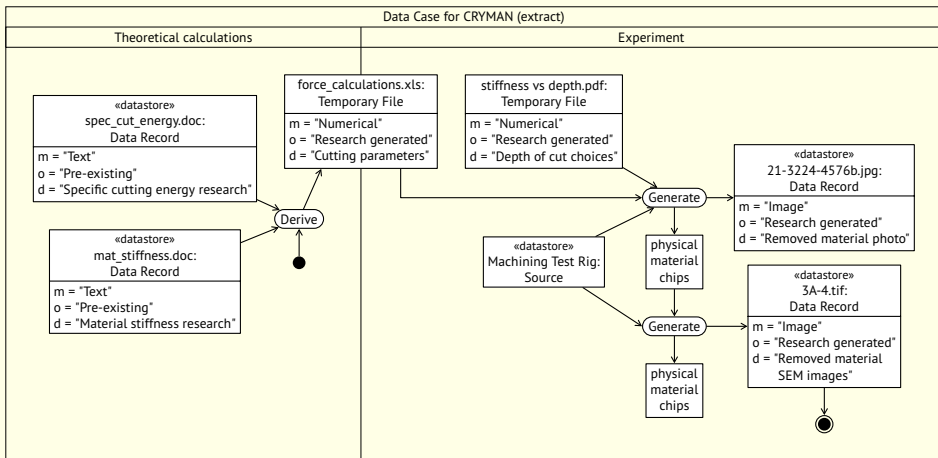 Data Case for CRYMAN (extract)
Theoretical calculations
Experiment
«datastore»
spec_cut_energy.doc:
Data Record
m = "Text"
o = "Pre-existing"
d = "Specific cutting energy research"
«datastore»
mat_stiffness.doc:
Data Record
m = "Text"
o = "Pre-existing"
d = "Material stiffness research"
Derive
force_calculations.xls:
Temporary File
m = "Numerical"
o = "Research generated"
d = "Cutting parameters"
stiffness vs depth.pdf:
Temporary File
m = "Numerical"
o = "Research generated"
d = "Depth of cut choices"
Generate
«datastore»
21-3224-4576b.jpg:
Data Record
m = "Image"
o = "Research generated"
d = "Removed material photo"
«datastore»
Machining Test Rig:
Source
physical
material
chips
Generate
«datastore»
3A-4.tif:
Data Record
m = "Image"
o = "Research generated"
d = "Removed material
SEM images"
physical
material
chips